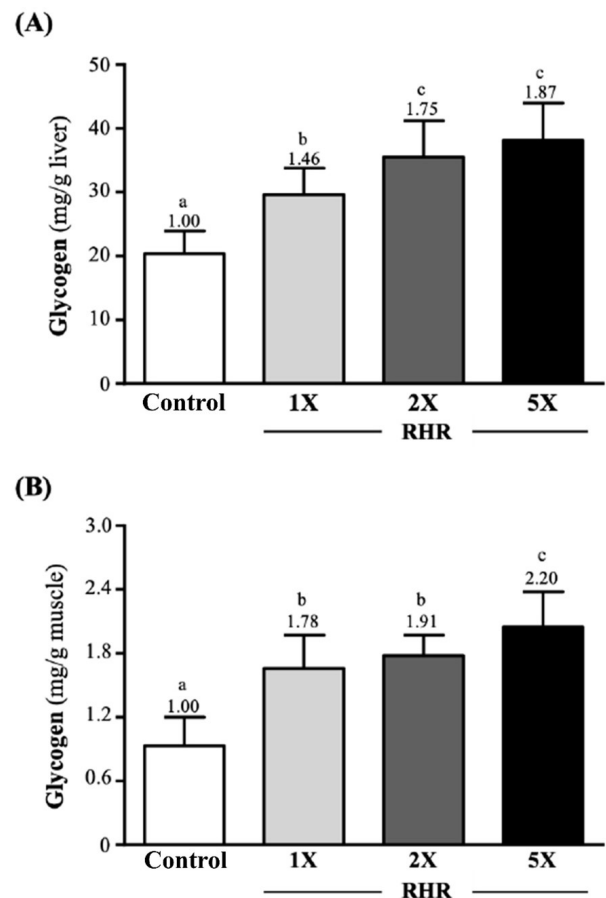 (A)
Glycogen (mg/g liver)
50
40
30
20
10
0
a
1.00
b
1.46
c
1.75
c
1.87
Control 1X 2X 5X
RHR
(B)
Glycogen (mg/g muscle)
3.0
2.4
1.8
1.2
0.6
0
a
1.00
b
1.78
b
1.91
c
2.20
Control 1X 2X 5X
RHR